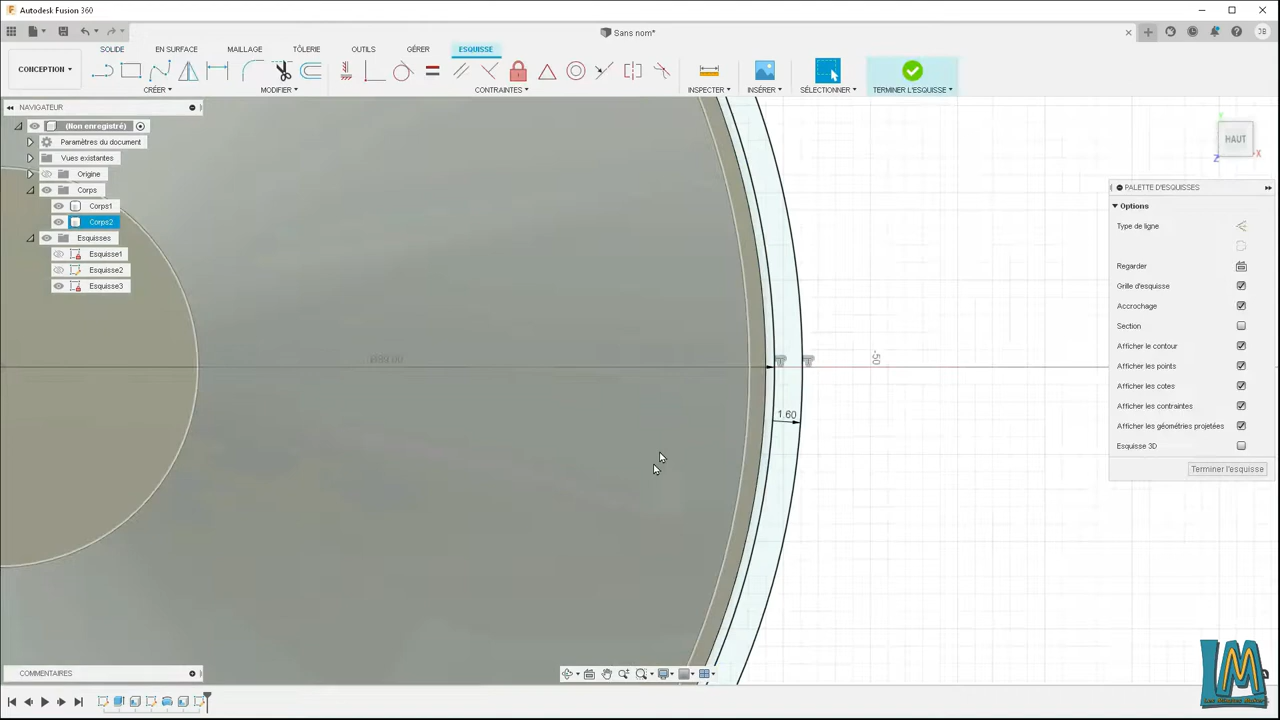 Autodesk Fusion 360
Sans nom*
JB
SOLIDE
EN SURFACE
MAILLAGE
TÔLERIE
OUTILS
GÉRER
ESQUISSE
CONCEPTION
CRÉER
MODIFIER
CONTRAINTES
INSPECTER
INSÉRER
SÉLECTIONNER
TERMINER L'ESQUISSE
NAVIGATEUR
(Non enregistré)
Paramètres du document
Vues existantes
Origine
Corps
Corps1
Corps2
Esquisses
Esquisse1
Esquisse2
Esquisse3
Y
HAUT
X
Z
PALETTE D'ESQUISSES
Options
Type de ligne
Regarder
Grille d'esquisse
Accrochage
Section
Afficher le contour
Afficher les points
Afficher les cotes
Afficher les contraintes
Afficher les géométries projetées
Esquisse 3D
Terminer l'esquisse
-50
1.60
COMMENTAIRES
LM